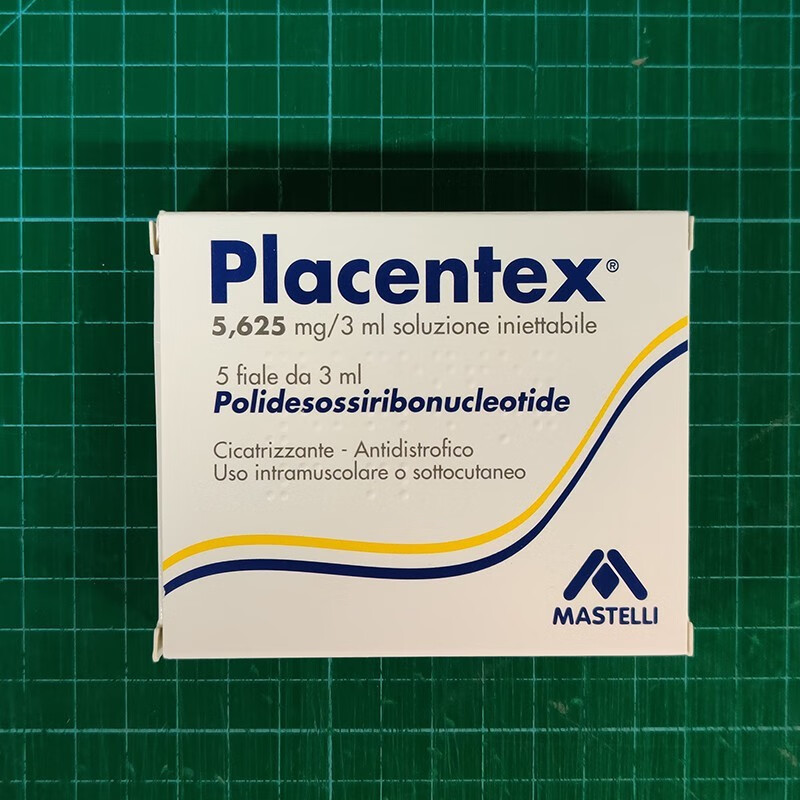 Placentex®
5,625 mg/3 ml soluzione iniettabile
5 fiale da 3 ml
Polidesossiribonucleotide
Cicatrizzante - Antidistrofico
Uso intramuscolare o sottocutaneo
MASTELLI